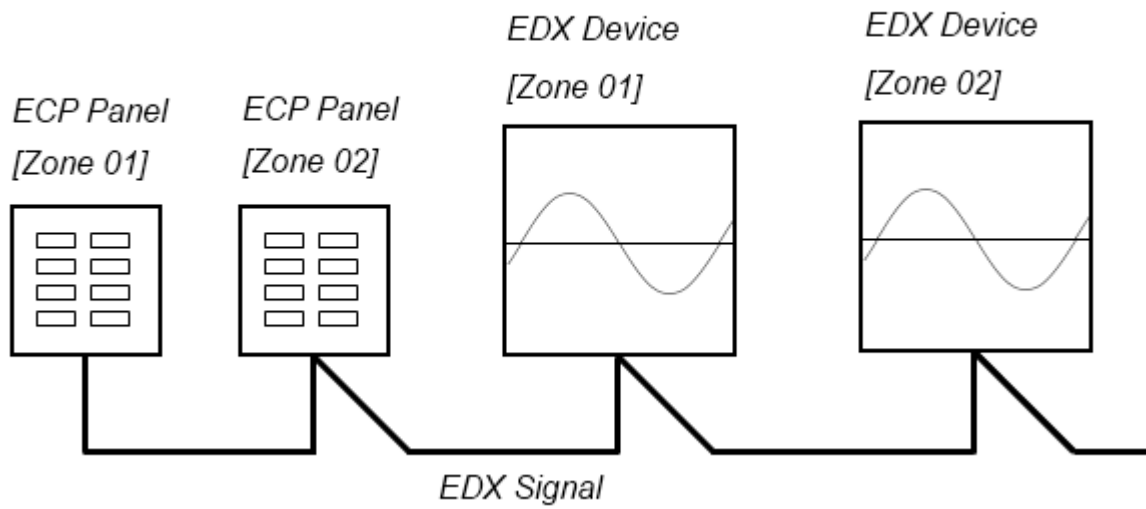 ECP Panel
[Zone 01]
ECP Panel
[Zone 02]
EDX Device
[Zone 01]
EDX Device
[Zone 02]
EDX Signal